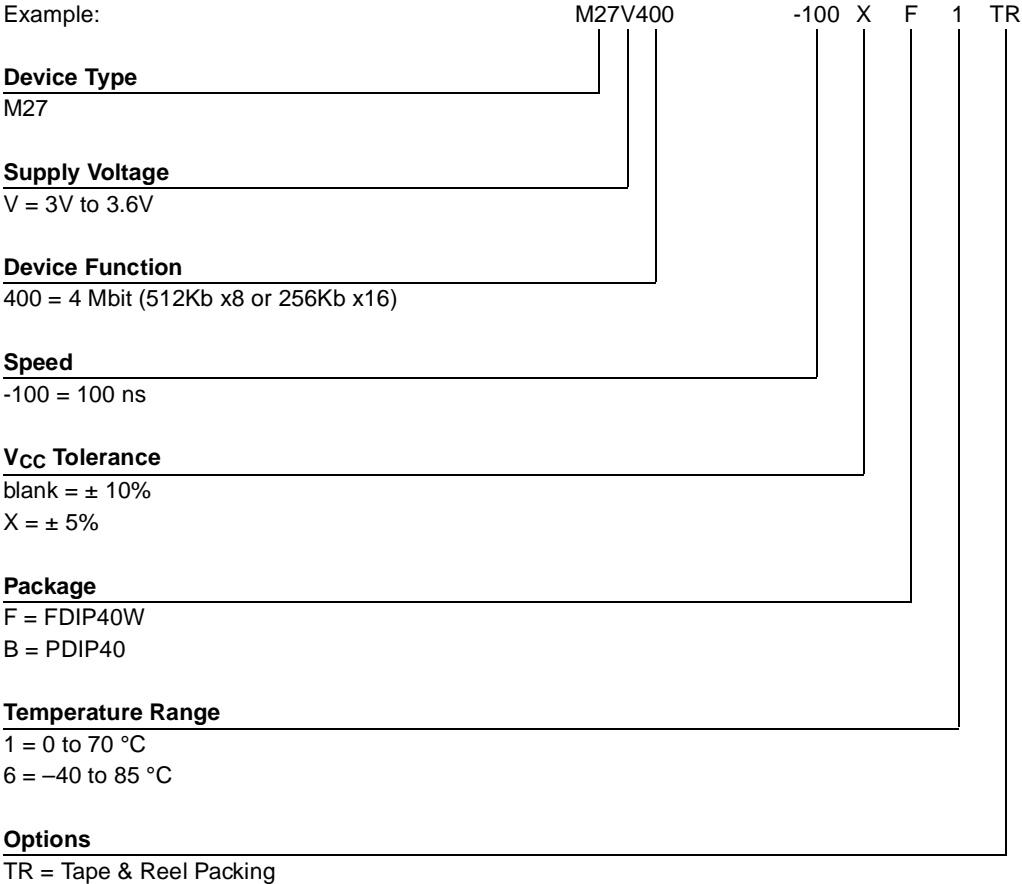 Example: M27V400 -100 X F 1 TR
Device Type
M27
Supply Voltage
V = 3V to 3.6V
Device Function
400 = 4 Mbit (512Kb x8 or 256Kb x16)
Speed
-100 = 100 ns
VCC Tolerance
blank = ± 10%
X = ± 5%
Package
F = FDIP40W
B = PDIP40
Temperature Range
1 = 0 to 70 °C
6 = –40 to 85 °C
Options
TR = Tape & Reel Packing